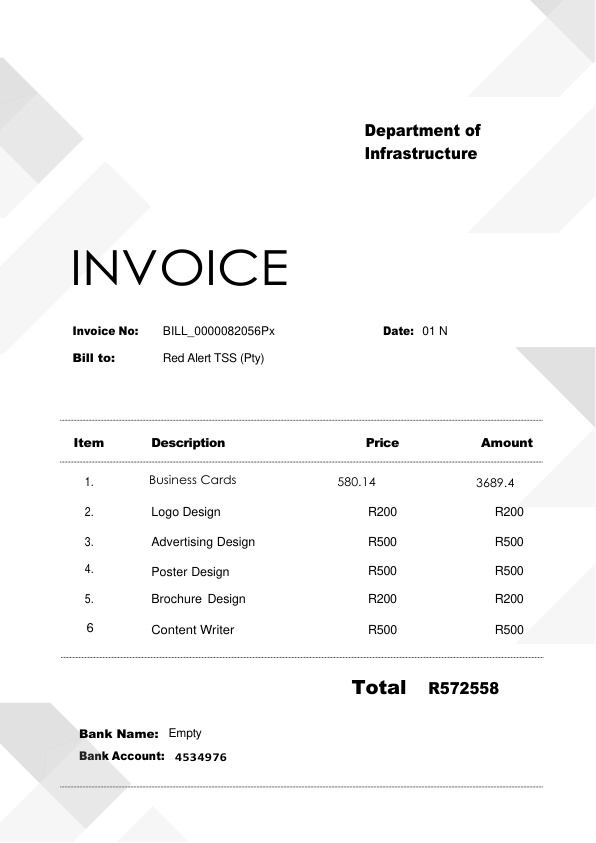 Department of
Infrastructure
INVOICE
Invoice No: BILL_0000082056Px Date: 01 N
Bill to: Red Alert TSS (Pty)
Item Description Price Amount
1. Business Cards 580.14 3689.4
2. Logo Design R200 R200
3. Advertising Design R500 R500
4. Poster Design R500 R500
5. Brochure Design R200 R200
6 Content Writer R500 R500
Total R572558
Bank Name: Empty
Bank Account: 4534976